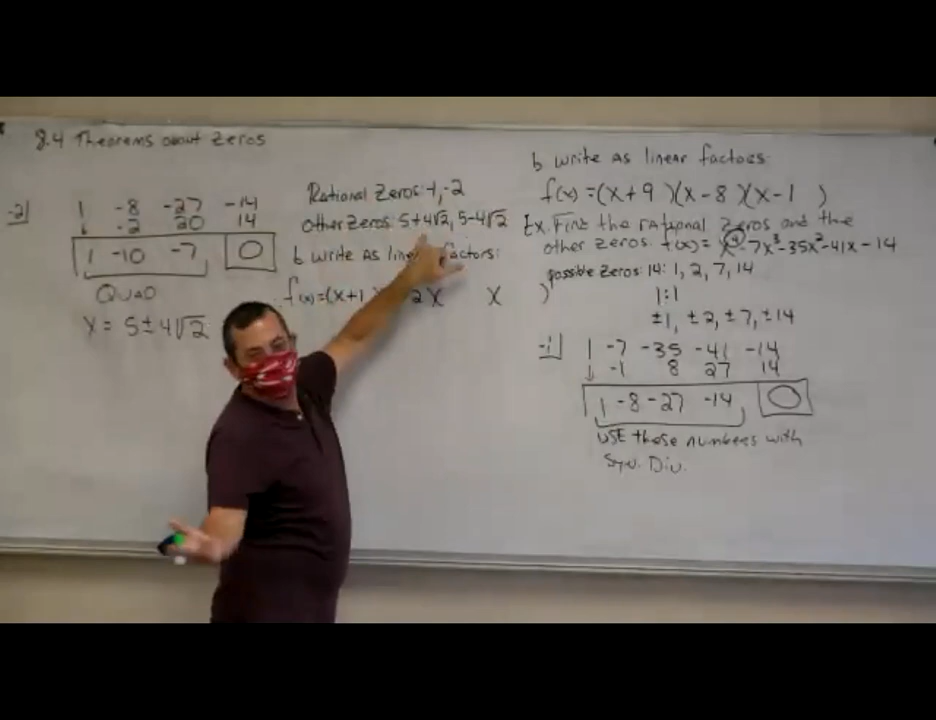 8.4 Theorems about Zeros
-2| 1 -8 -27 -14
↓ -2 20 14
1 -10 -7 0
QUAD
x = 5±4√2
Rational Zeros: -1, -2
Other Zeros: 5+4√2, 5-4√2
b write as linear factors:
f(x)=(x+1 2)( )( )
b write as linear factors:
f(x) = (x+9)(x-8)(x-1)
Ex. Find the rational zeros and the
other zeros. f(x) = x⁴-7x³-35x²-41x-14
possible zeros: 14: 1, 2, 7, 14
1:1
±1, ±2, ±7, ±14
-1| 1 -7 -35 -41 -14
↓ -1 8 27 14
1 -8 -27 -14 0
USE these numbers with
Syn. Div.